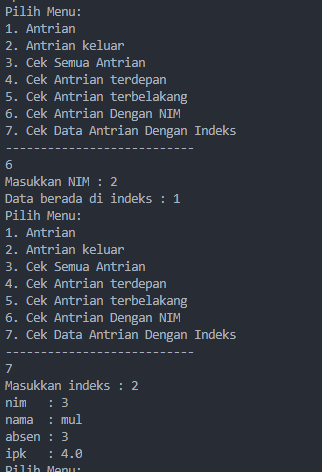 Pilih Menu:
1. Antrian
2. Antrian keluar
3. Cek Semua Antrian
4. Cek Antrian terdepan
5. Cek Antrian terbelakang
6. Cek Antrian Dengan NIM
7. Cek Data Antrian Dengan Indeks
---------------------------
6
Masukkan NIM : 2
Data berada di indeks : 1
Pilih Menu:
1. Antrian
2. Antrian keluar
3. Cek Semua Antrian
4. Cek Antrian terdepan
5. Cek Antrian terbelakang
6. Cek Antrian Dengan NIM
7. Cek Data Antrian Dengan Indeks
---------------------------
7
Masukkan indeks : 2
nim   : 3
nama  : mul
absen : 3
ipk   : 4.0
Pilih Menu: